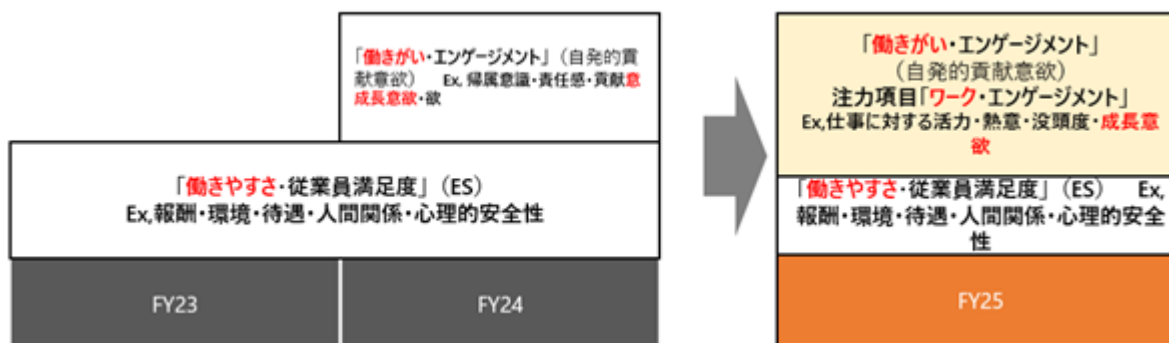 「働きがい・エンゲージメント」（自発的貢
献意欲）　Ex, 帰属意識・責任感・貢献意
成長意欲・欲
「働きやすさ・従業員満足度」（ES）
Ex,報酬・環境・待遇・人間関係・心理的安全性
FY23
FY24
「働きがい・エンゲージメント」
（自発的貢献意欲）
注力項目「ワーク・エンゲージメント」
Ex,仕事に対する活力・熱意・没頭度・成長意
欲
「働きやすさ・従業員満足度」（ES）　Ex,
報酬・環境・待遇・人間関係・心理的安全
性
FY25